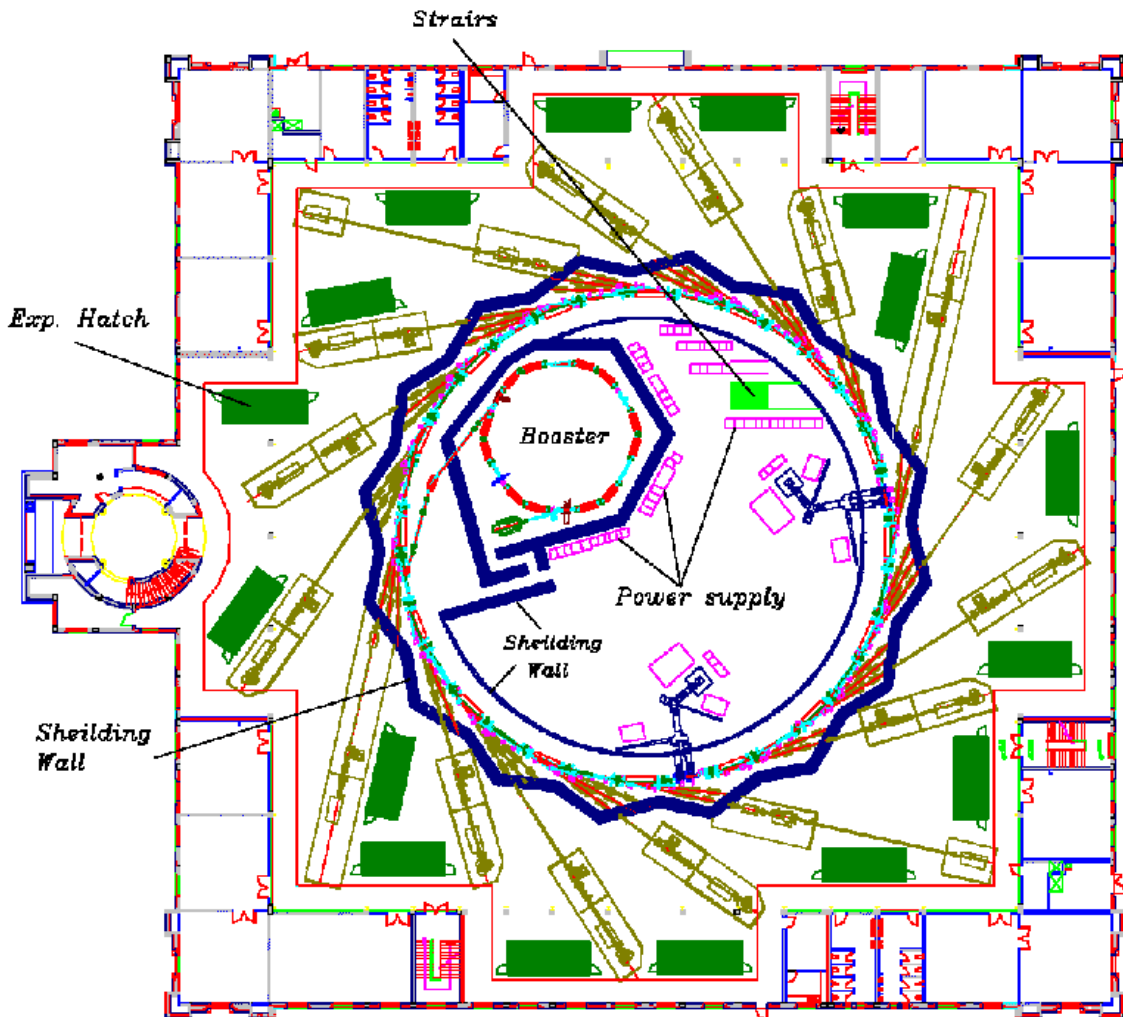 Strairs
Exp. Hatch
Booster
Power supply
Sheilding
Wall
Sheilding
Wall